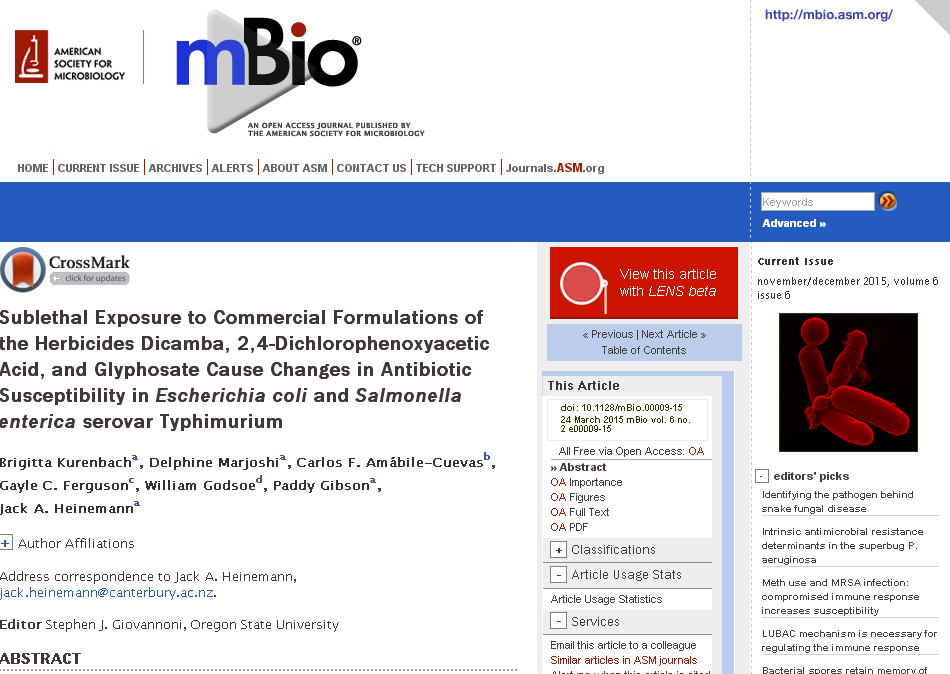 http://mbio.asm.org/
AMERICAN
SOCIETY FOR
MICROBIOLOGY
mBio®
AN OPEN ACCESS JOURNAL PUBLISHED BY
THE AMERICAN SOCIETY FOR MICROBIOLOGY
HOME | CURRENT ISSUE | ARCHIVES | ALERTS | ABOUT ASM | CONTACT US | TECH SUPPORT | Journals.ASM.org
Keywords
Advanced »
CrossMark
click for updates
Sublethal Exposure to Commercial Formulations of
the Herbicides Dicamba, 2,4-Dichlorophenoxyacetic
Acid, and Glyphosate Cause Changes in Antibiotic
Susceptibility in Escherichia coli and Salmonella
enterica serovar Typhimurium
Brigitta Kurenbachª, Delphine Marjoshiª, Carlos F. Amábile-Cuevasᵇ,
Gayle C. Fergusonᶜ, William Godsoeᵈ, Paddy Gibsonª,
Jack A. Heinemannª
+ Author Affiliations
Address correspondence to Jack A. Heinemann,
jack.heinemann@canterbury.ac.nz.
Editor Stephen J. Giovannoni, Oregon State University
ABSTRACT
View this article
with LENS beta
« Previous | Next Article »
Table of Contents
This Article
doi: 10.1128/mBio.00009-15
24 March 2015 mBio vol. 6 no.
2 e00009-15
All Free via Open Access: OA
» Abstract
OA Importance
OA Figures
OA Full Text
OA PDF
+ Classifications
- Article Usage Stats
Article Usage Statistics
- Services
Email this article to a colleague
Similar articles in ASM journals
Current Issue
november/december 2015, volume 6
issue 6
- editors' picks
Identifying the pathogen behind
snake fungal disease
Intrinsic antimicrobial resistance
determinants in the superbug P.
aeruginosa
Meth use and MRSA infection:
compromised immune response
increases susceptibility
LUBAC mechanism is necessary for
regulating the immune response
Bacterial spores retain memory of